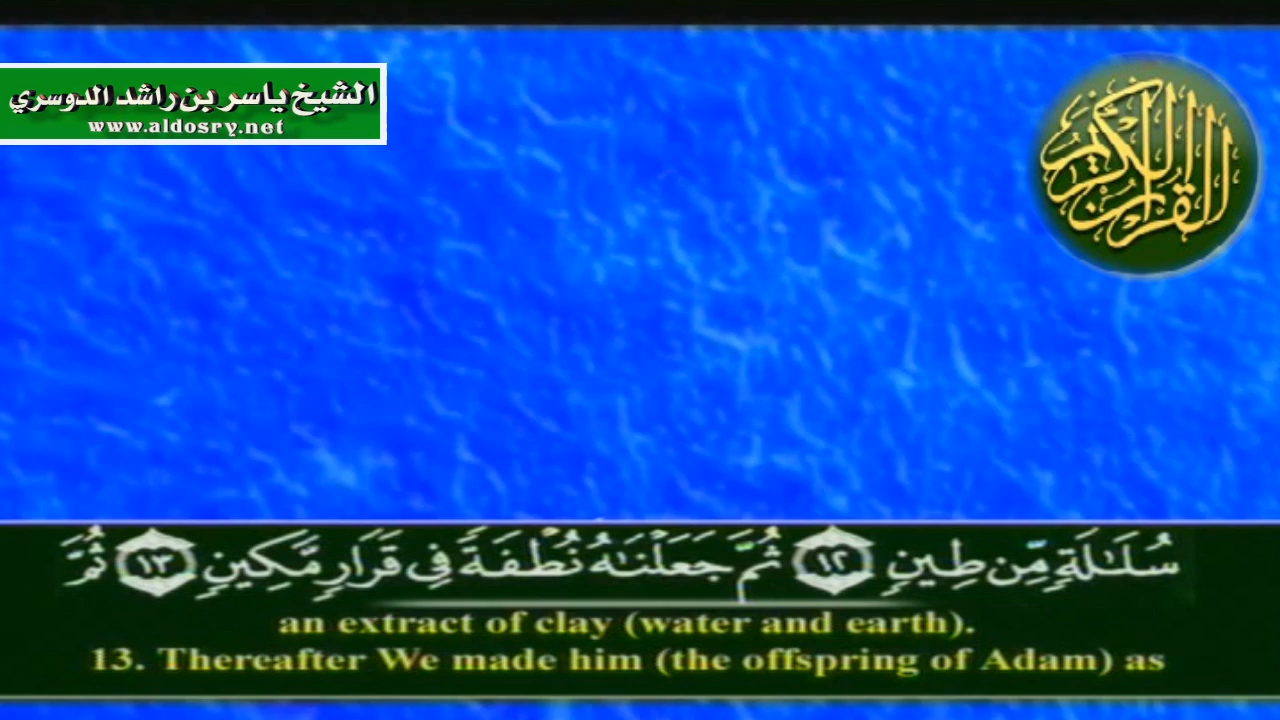 الشيخ ياسر بن راشد الدوسري
www.aldosry.net
القرآن الكريم
سُلَـٰلَةٍ مِّن طِينٍ ١٢ ثُمَّ جَعَلْنَـٰهُ نُطْفَةً فِى قَرَارٍ مَّكِينٍ ١٣ ثُمَّ
an extract of clay (water and earth).
13. Thereafter We made him (the offspring of Adam) as